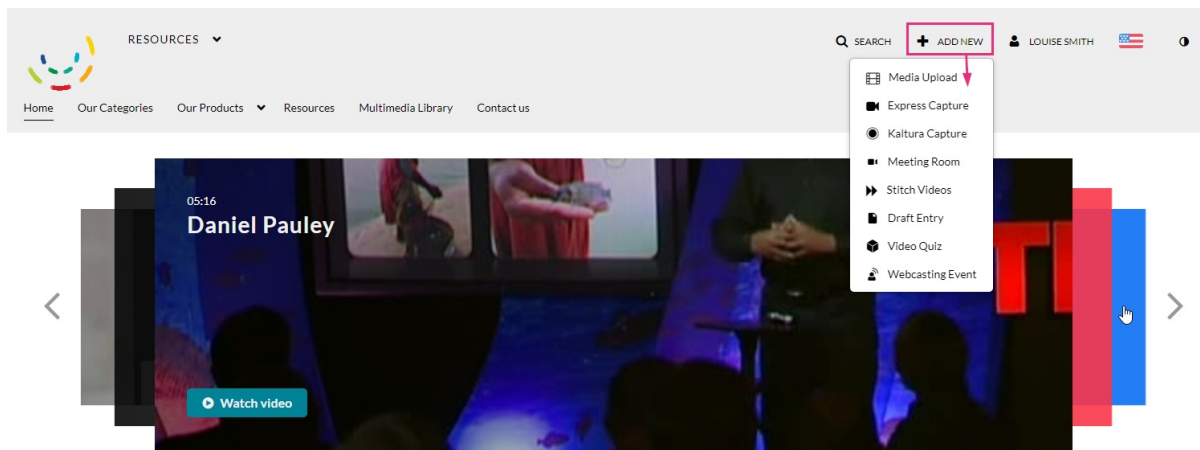 RESOURCES
SEARCH
ADD NEW
LOUISE SMITH
Home
Our Categories
Our Products
Resources
Multimedia Library
Contact us
Media Upload
Express Capture
Kaltura Capture
Meeting Room
Stitch Videos
Draft Entry
Video Quiz
Webcasting Event
05:16
Daniel Pauley
Watch video